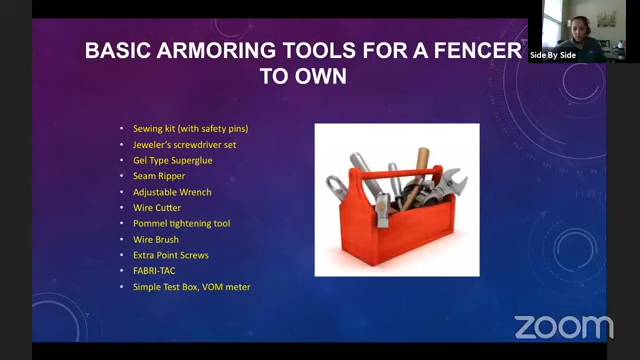 BASIC ARMORING TOOLS FOR A FENCER
TO OWN
Side By Side
• Sewing kit (with safety pins)
• Jeweler's screwdriver set
• Gel Type Superglue
• Seam Ripper
• Adjustable Wrench
• Wire Cutter
• Pommel tightening tool
• Wire Brush
• Extra Point Screws
• FABRI-TAC
• Simple Test Box, VOM meter
zoom